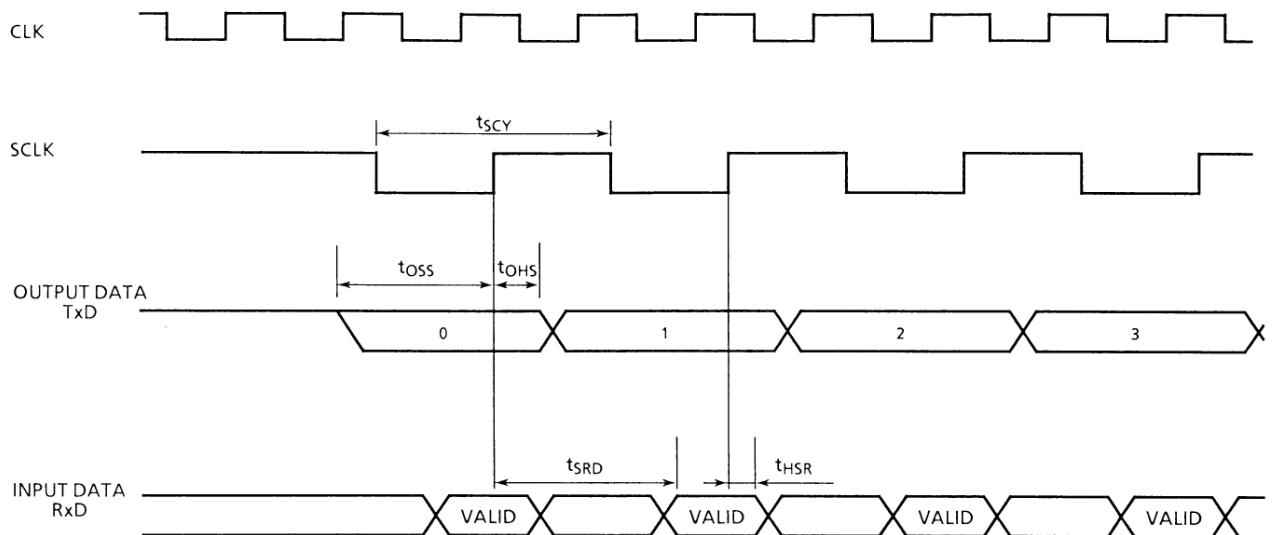 CLK
tSCY
SCLK
tOSS
tOHS
OUTPUT DATA
TxD
0
1
2
3
tSRD
tHSR
INPUT DATA
RxD
VALID
VALID
VALID
VALID